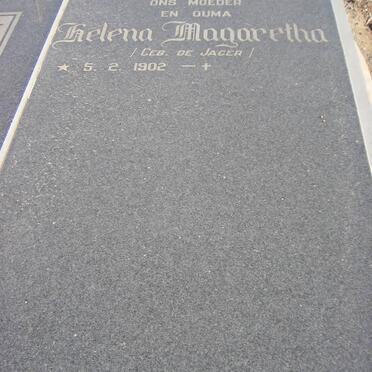 ONS MOEDER
EN OUMA
Helena Magaretha
(GEB. DE JAGER)
★ 5. 2. 1902 — +